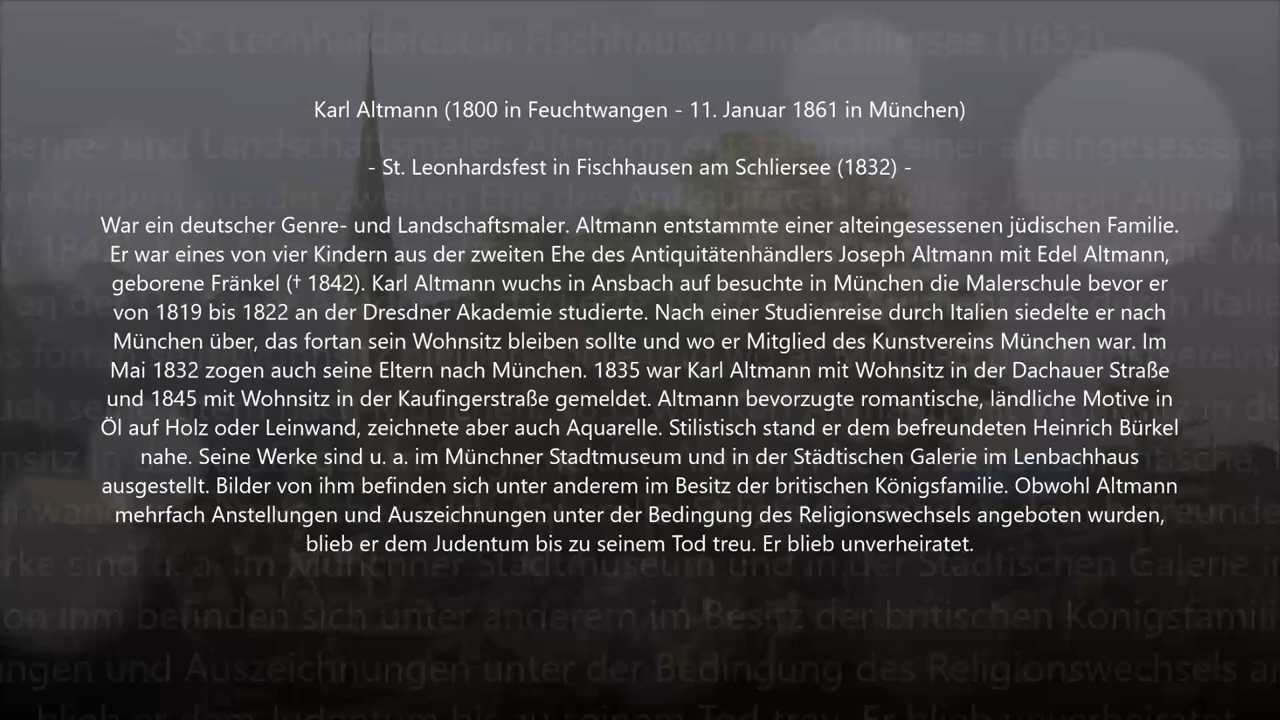 Karl Altmann (1800 in Feuchtwangen - 11. Januar 1861 in München)
- St. Leonhardsfest in Fischhausen am Schliersee (1832) -
War ein deutscher Genre- und Landschaftsmaler. Altmann entstammte einer alteingesessenen jüdischen Familie.
Er war eines von vier Kindern aus der zweiten Ehe des Antiquitätenhändlers Joseph Altmann mit Edel Altmann,
geborene Fränkel († 1842). Karl Altmann wuchs in Ansbach auf besuchte in München die Malerschule bevor er
von 1819 bis 1822 an der Dresdner Akademie studierte. Nach einer Studienreise durch Italien siedelte er nach
München über, das fortan sein Wohnsitz bleiben sollte und wo er Mitglied des Kunstvereins München war. Im
Mai 1832 zogen auch seine Eltern nach München. 1835 war Karl Altmann mit Wohnsitz in der Dachauer Straße
und 1845 mit Wohnsitz in der Kaufingerstraße gemeldet. Altmann bevorzugte romantische, ländliche Motive in
Öl auf Holz oder Leinwand, zeichnete aber auch Aquarelle. Stilistisch stand er dem befreundeten Heinrich Bürkel
nahe. Seine Werke sind u. a. im Münchner Stadtmuseum und in der Städtischen Galerie im Lenbachhaus
ausgestellt. Bilder von ihm befinden sich unter anderem im Besitz der britischen Königsfamilie. Obwohl Altmann
mehrfach Anstellungen und Auszeichnungen unter der Bedingung des Religionswechsels angeboten wurden,
blieb er dem Judentum bis zu seinem Tod treu. Er blieb unverheiratet.